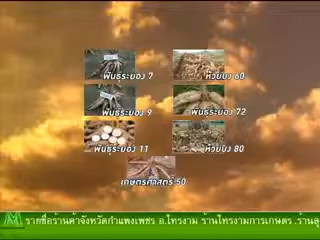 พันธุ์ระยอง 7
ห้วยบง 60
พันธุ์ระยอง 9
พันธุ์ระยอง 72
พันธุ์ระยอง 11
ห้วยบง 80
เกษตรศาสตร์ 50
รายชื่อร้านค้าจังหวัดกำแพงเพชร อ.ไทรงาม ร้านไทรงามการเกษตร ,ร้าน